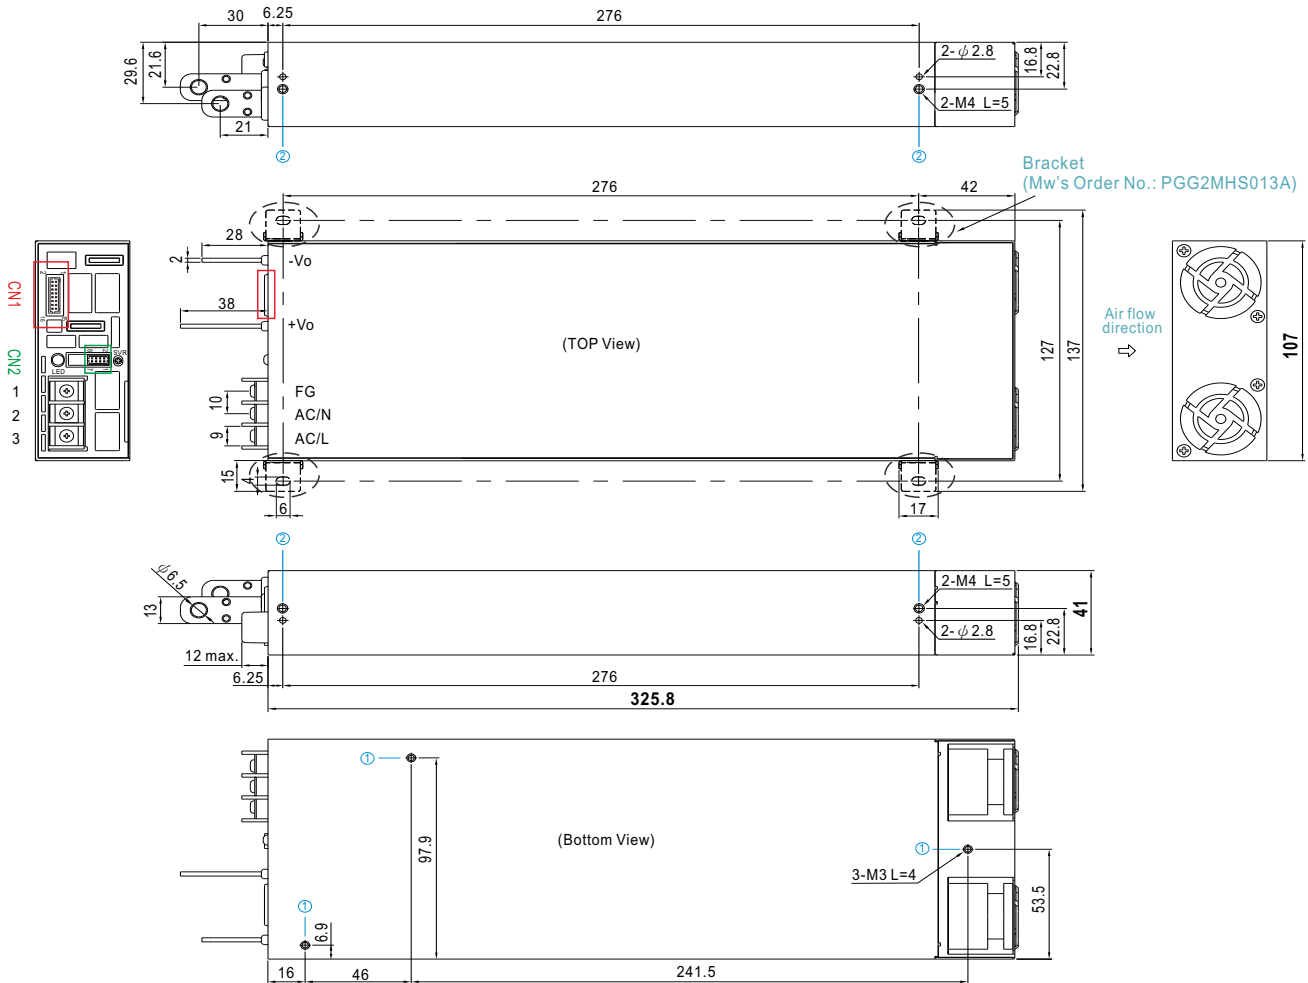 30 6.25 276
2-ϕ2.8
29.6 21.6 16.8 22.8
2-M4 L=5
21
② ②
Bracket
(Mw's Order No.: PGG2MHS013A)
276 42
28
2
-Vo
CN1
38
+Vo
(TOP View)
Air flow
direction
127 137
107
CN2
SVR
LED
1
2
3
10
FG
AC/N
9
AC/L
15 4
6 17
② ②
ϕ6.5
13
2-M4 L=5
2-ϕ2.8
16.8 22.8 41
12 max.
6.25 276
325.8
①
97.9
(Bottom View)
①
3-M3 L=4
53.5
①
6.9
16 46 241.5